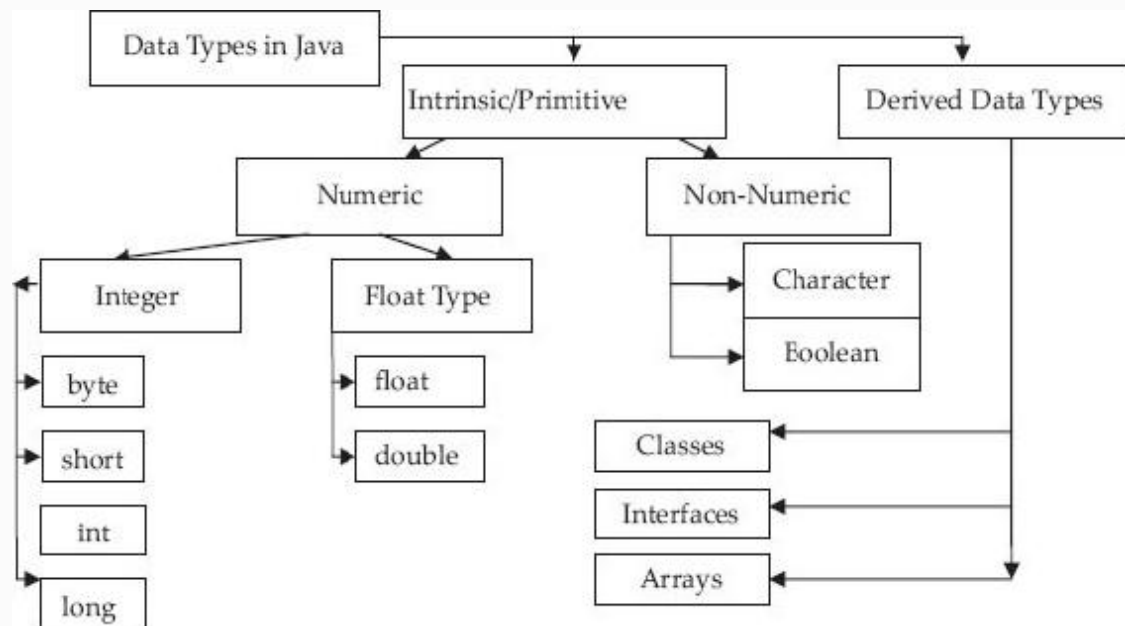 Data Types in Java
Intrinsic/Primitive
Derived Data Types
Numeric
Non-Numeric
Integer
Float Type
Character
Boolean
byte
float
short
double
int
long
Classes
Interfaces
Arrays